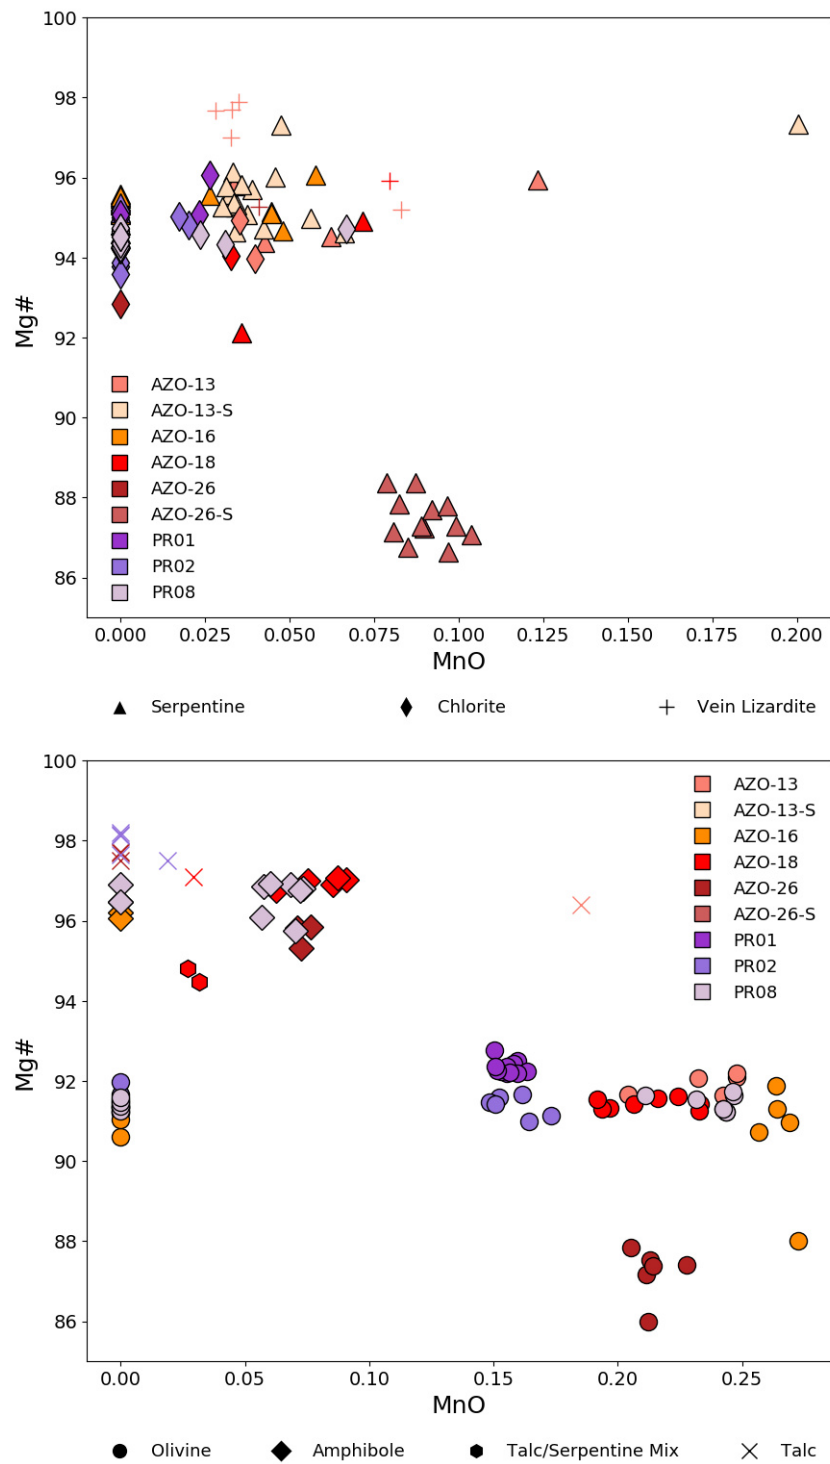 100
98
96
94
92
90
88
86
Mg#
AZO-13
AZO-13-S
AZO-16
AZO-18
AZO-26
AZO-26-S
PR01
PR02
PR08
0.000 0.025 0.050 0.075 0.100 0.125 0.150 0.175 0.200
MnO
Serpentine Chlorite Vein Lizardite
100
98
96
94
92
90
88
86
Mg#
AZO-13
AZO-13-S
AZO-16
AZO-18
AZO-26
AZO-26-S
PR01
PR02
PR08
0.00 0.05 0.10 0.15 0.20 0.25
MnO
Olivine Amphibole Talc/Serpentine Mix Talc